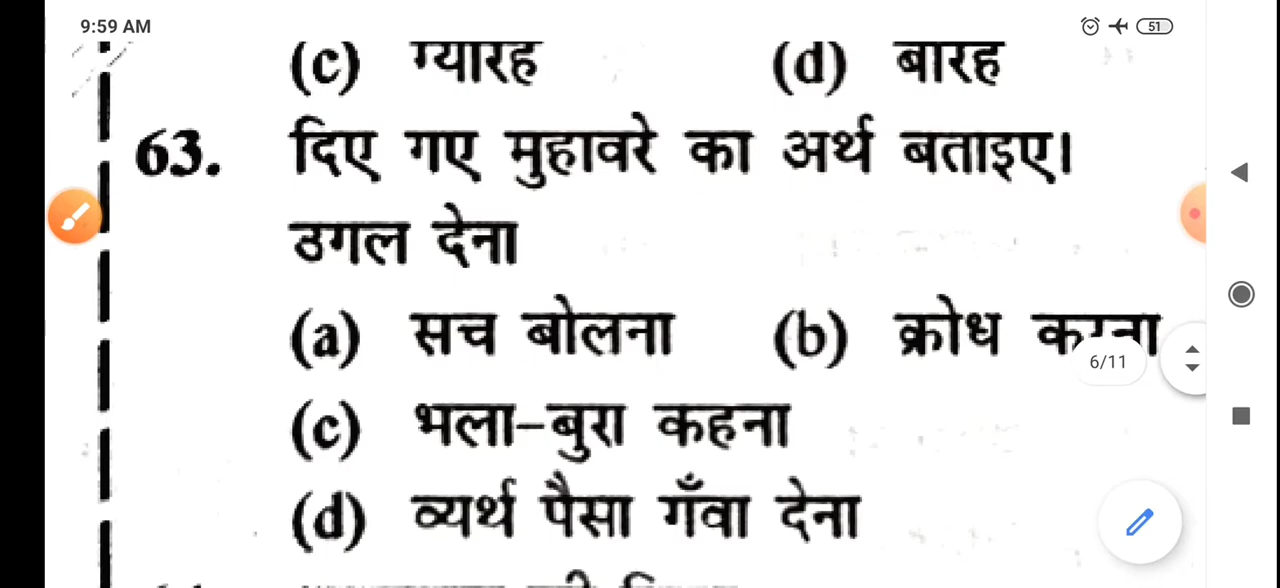 9:59 AM
51
(c) ग्यारह (d) बारह
63. दिए गए मुहावरे का अर्थ बताइए।
उगल देना
(a) सच बोलना (b) क्रोध करना
6/11
(c) भला-बुरा कहना
(d) व्यर्थ पैसा गँवा देना